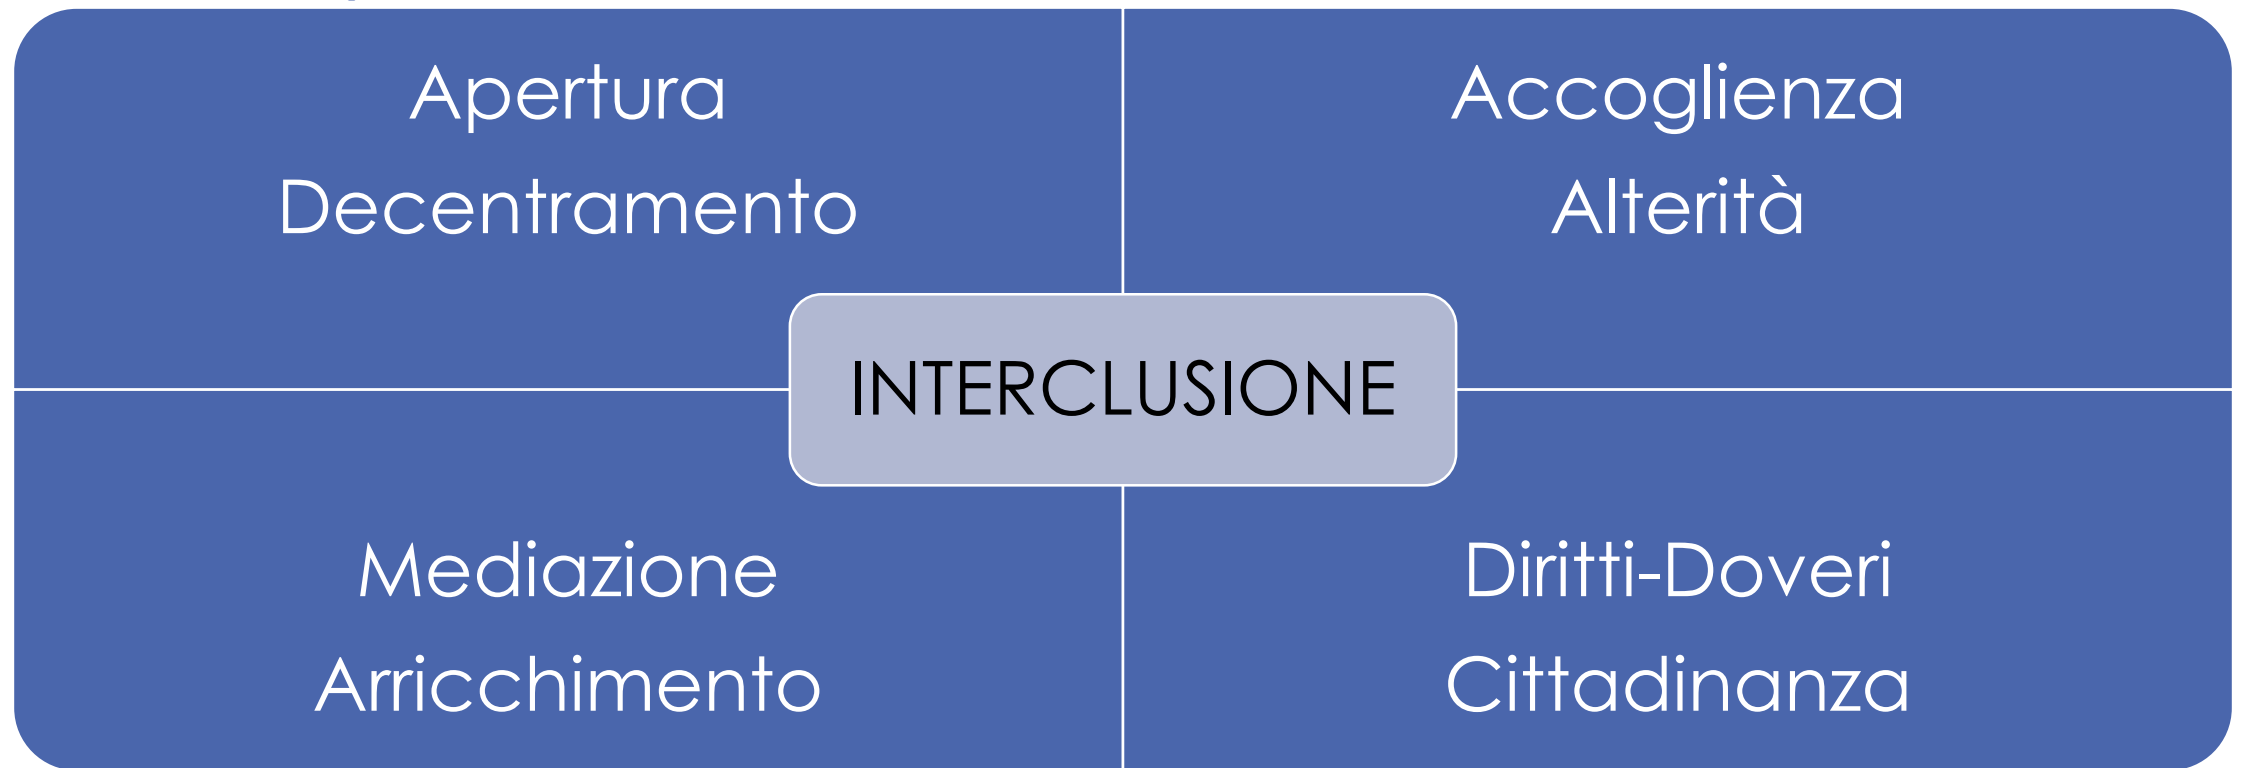 Apertura
Decentramento
Accoglienza
Alterità
INTERCLUSIONE
Mediazione
Arricchimento
Diritti-Doveri
Cittadinanza